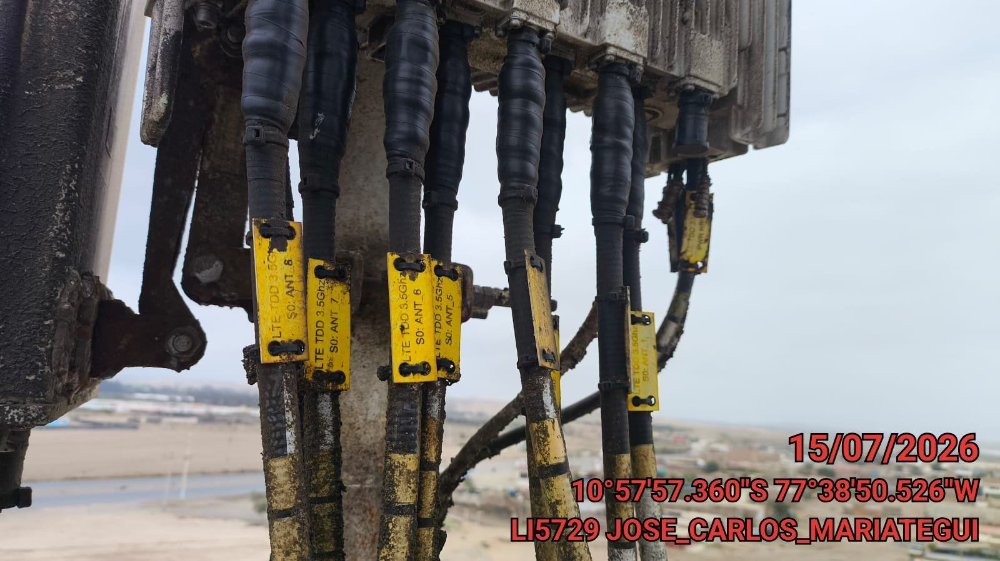 LTE TDD 3.5G
S0: ANT_8
LTE TDD 3.5Ghz
S0: ANT_7
LTE TDD 3.5Ghz
S0: ANT_6
LTE TDD 3.5Ghz
S0: ANT_5
LTE TDD 3.5Ghz
S0: ANT_1
PWR
15/07/2026
10°57'57.360"S 77°38'50.526"W
LI5729 JOSE_CARLOS_MARIATEGUI